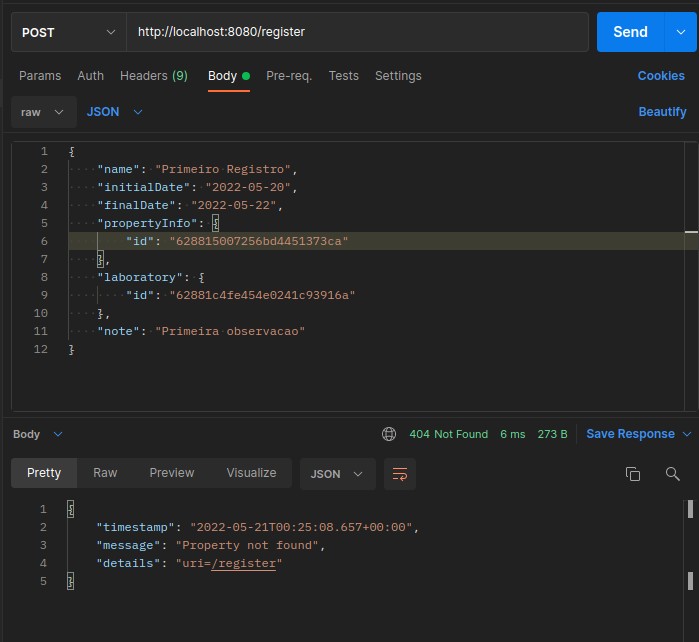 POST http://localhost:8080/register Send
Params Auth Headers (9) Body Pre-req. Tests Settings Cookies
raw JSON Beautify
1 {
2 "name": "Primeiro Registro",
3 "initialDate": "2022-05-20",
4 "finalDate": "2022-05-22",
5 "propertyInfo": {
6 "id": "628815007256bd4451373ca"
7 },
8 "laboratory": {
9 "id": "62881c4fe454e0241c93916a"
10 },
11 "note": "Primeira observacao"
12 }
Body 404 Not Found 6 ms 273 B Save Response
Pretty Raw Preview Visualize JSON
1 {
2 "timestamp": "2022-05-21T00:25:08.657+00:00",
3 "message": "Property not found",
4 "details": "uri=/register"
5 }